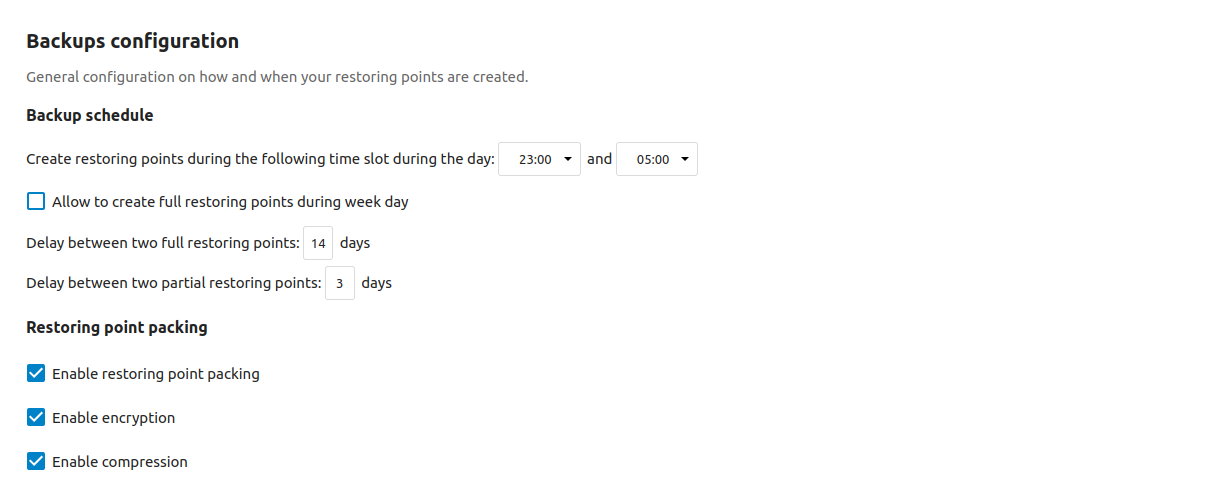 Backups configuration
General configuration on how and when your restoring points are created.
Backup schedule
Create restoring points during the following time slot during the day: 23:00 and 05:00
Allow to create full restoring points during week day
Delay between two full restoring points: 14 days
Delay between two partial restoring points: 3 days
Restoring point packing
Enable restoring point packing
Enable encryption
Enable compression